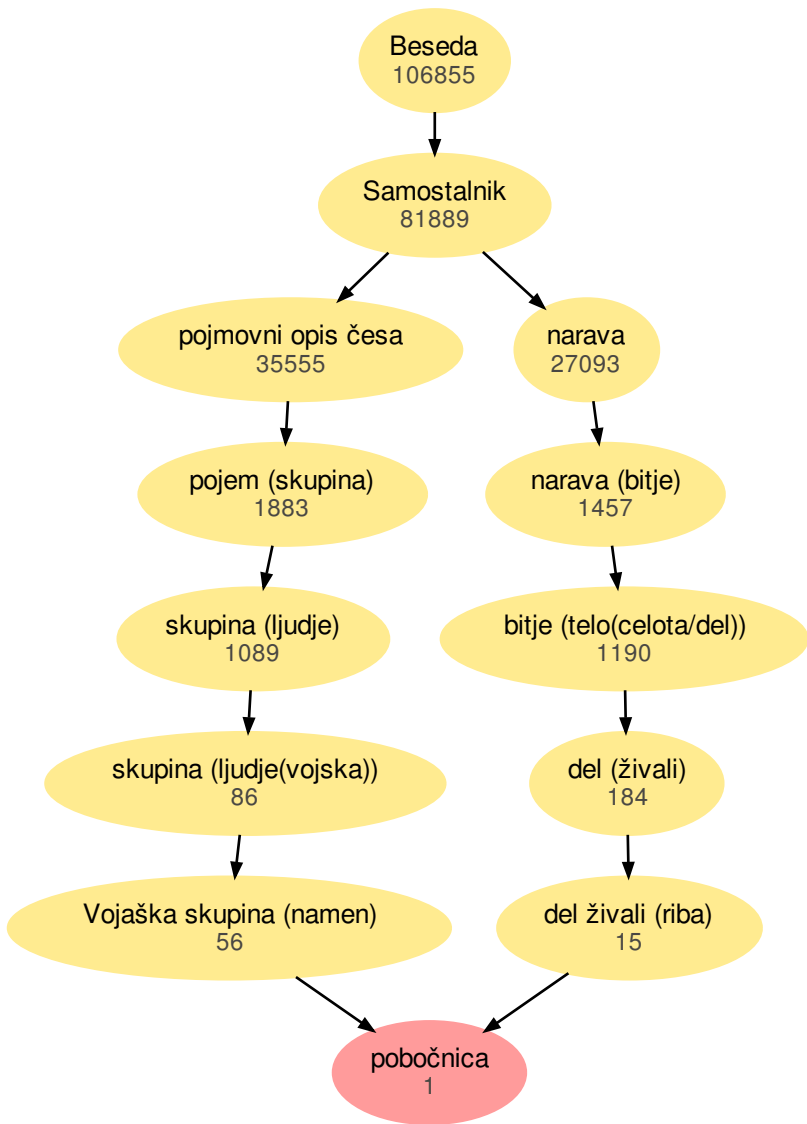 Beseda
106855
Samostalnik
81889
pojmovni opis česa
35555
narava
27093
pojem (skupina)
1883
narava (bitje)
1457
skupina (ljudje)
1089
bitje (telo(celota/del))
1190
skupina (ljudje(vojska))
86
del (živali)
184
Vojaška skupina (namen)
56
del živali (riba)
15
pobočnica
1